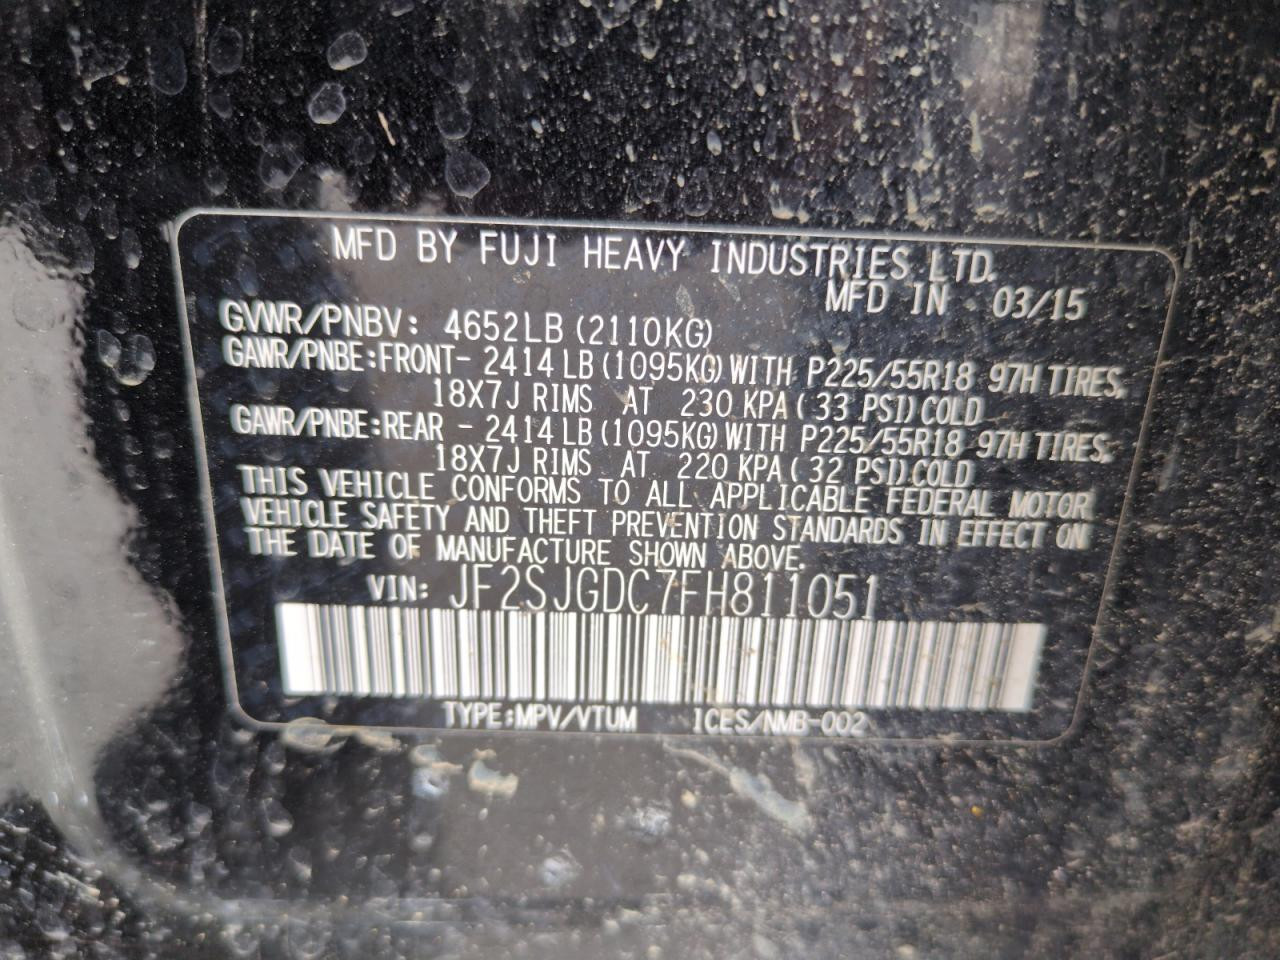 MFD BY FUJI HEAVY INDUSTRIES LTD.
MFD IN 03/15
GVWR/PNBV: 4652LB (2110KG)
GAWR/PNBE:FRONT- 2414LB (1095KG) WITH P225/55R18 97H TIRES,
18X7J RIMS AT 230 KPA ( 33 PSI) COLD
GAWR/PNBE:REAR - 2414LB (1095KG) WITH P225/55R18 97H TIRES,
18X7J RIMS AT 220 KPA ( 32 PSI) COLD
THIS VEHICLE CONFORMS TO ALL APPLICABLE FEDERAL MOTOR
VEHICLE SAFETY AND THEFT PREVENTION STANDARDS IN EFFECT ON
THE DATE OF MANUFACTURE SHOWN ABOVE.
VIN: JF2SJGDC7FH811051
TYPE:MPV/VTUM ICES/NMB-002